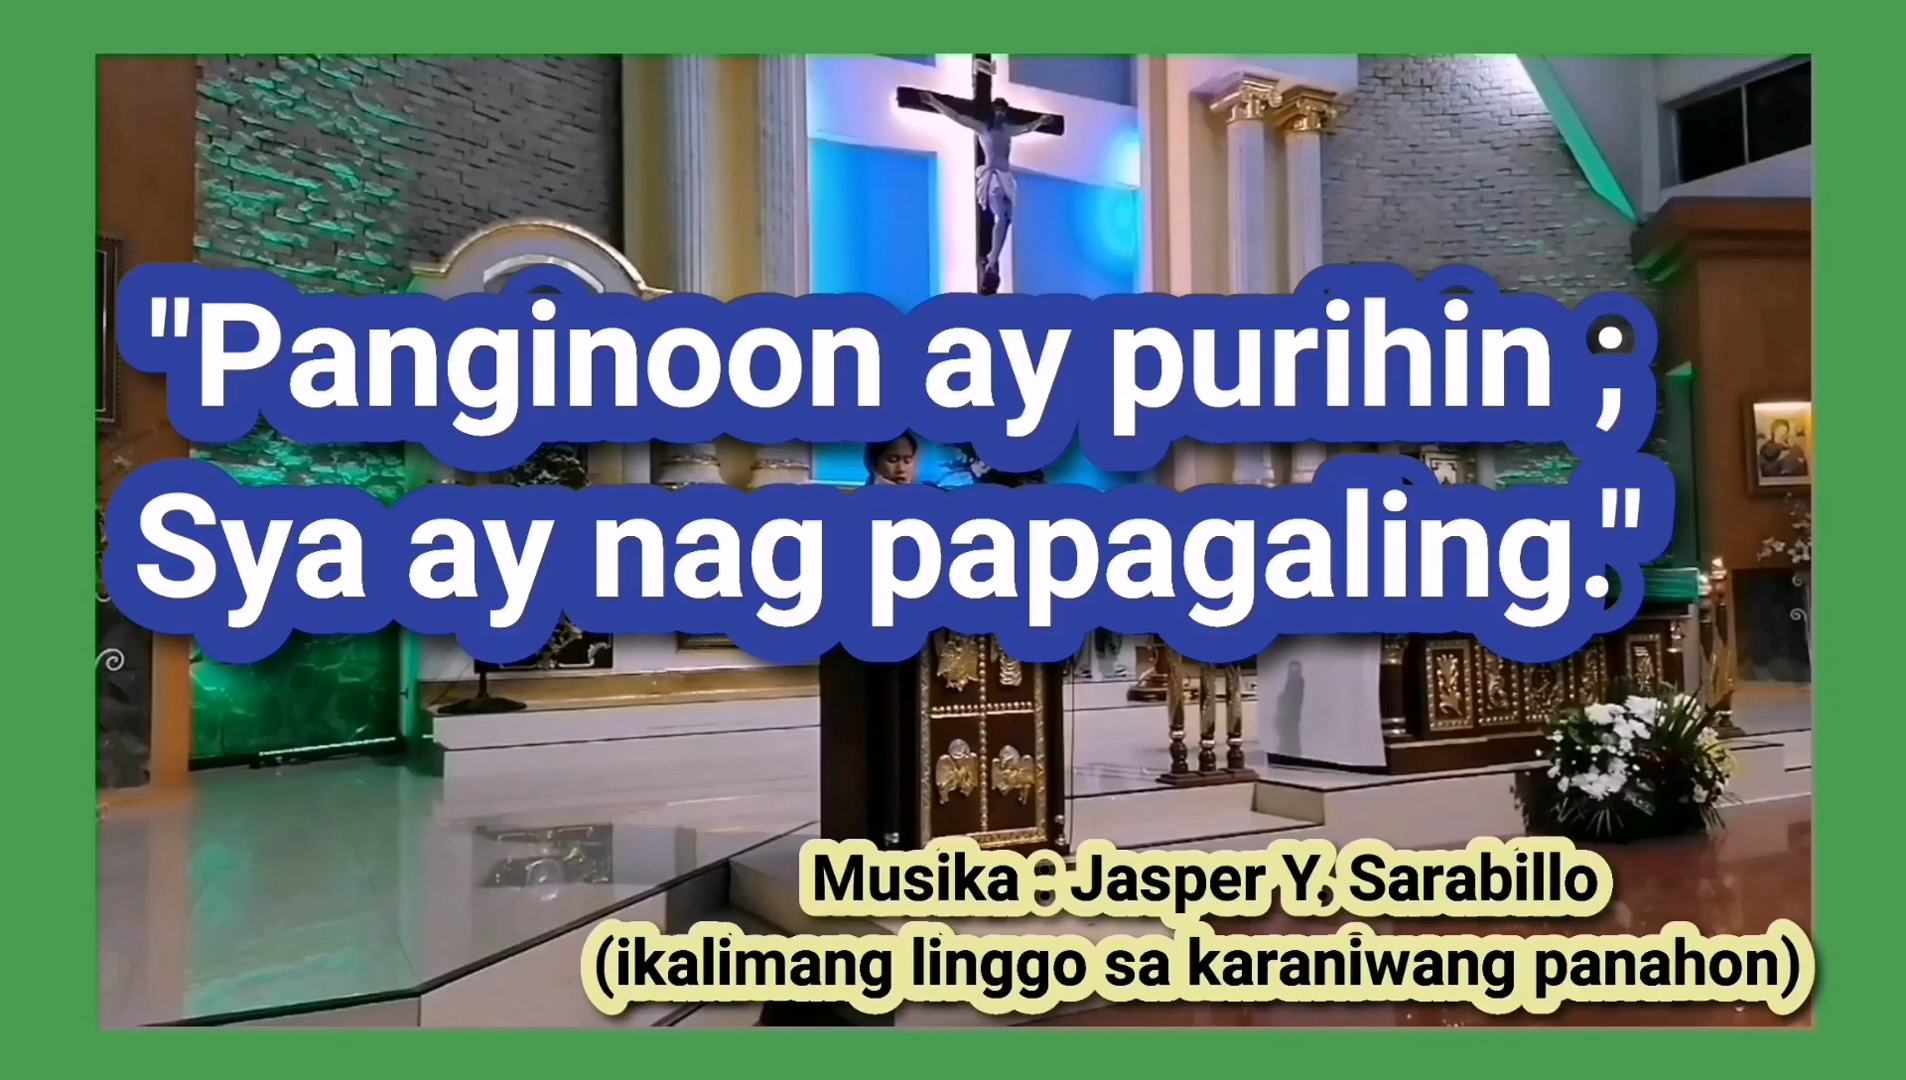 "Panginoon ay purihin ;
Sya ay nag papagaling."
Musika : Jasper Y. Sarabillo
(ikalimang linggo sa karaniwang panahon)